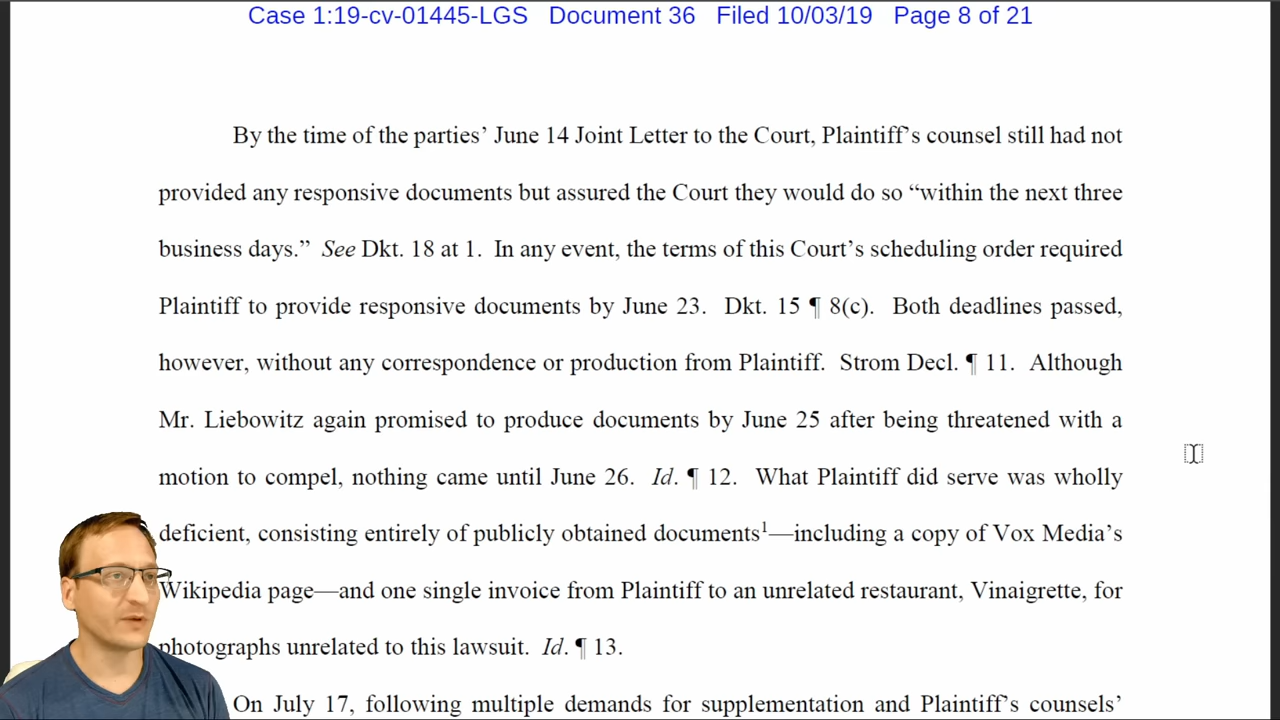 Case 1:19-cv-01445-LGS Document 36 Filed 10/03/19 Page 8 of 21
By the time of the parties’ June 14 Joint Letter to the Court, Plaintiff’s counsel still had not
provided any responsive documents but assured the Court they would do so “within the next three
business days.” See Dkt. 18 at 1. In any event, the terms of this Court’s scheduling order required
Plaintiff to provide responsive documents by June 23. Dkt. 15 ¶ 8(c). Both deadlines passed,
however, without any correspondence or production from Plaintiff. Strom Decl. ¶ 11. Although
Mr. Liebowitz again promised to produce documents by June 25 after being threatened with a
motion to compel, nothing came until June 26. Id. ¶ 12. What Plaintiff did serve was wholly
deficient, consisting entirely of publicly obtained documents¹—including a copy of Vox Media’s
Wikipedia page—and one single invoice from Plaintiff to an unrelated restaurant, Vinaigrette, for
photographs unrelated to this lawsuit. Id. ¶ 13.
On July 17, following multiple demands for supplementation and Plaintiff’s counsels’